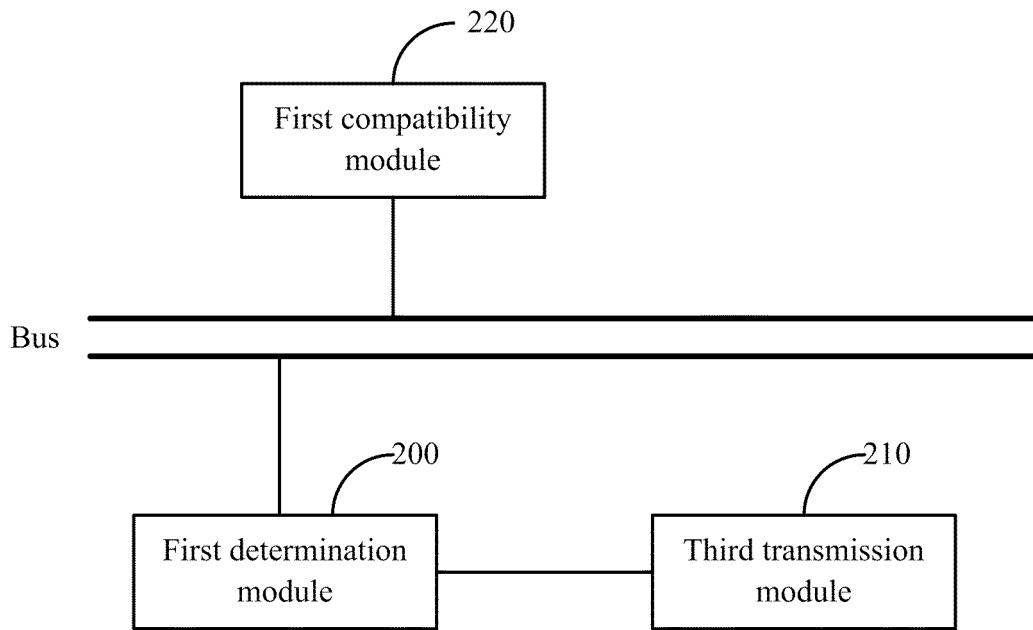 220
First compatibility
module
Bus
200
210
First determination
module
Third transmission
module